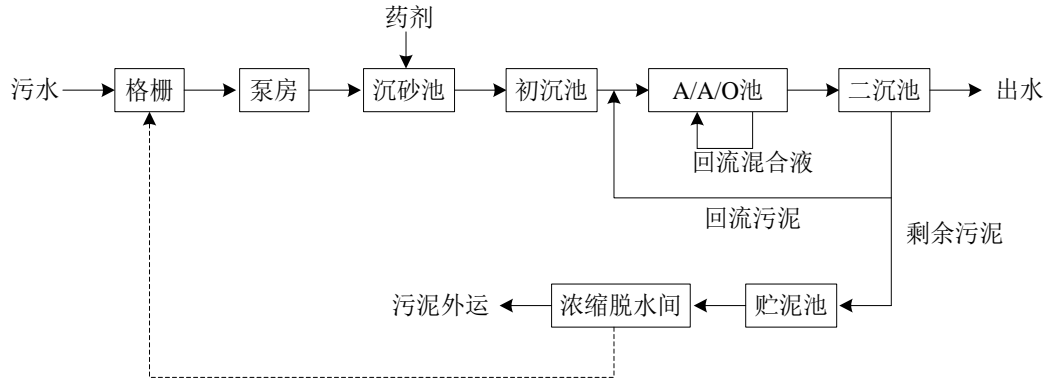 药剂
污水
格栅
泵房
沉砂池
初沉池
A/A/O池
二沉池
出水
回流混合液
回流污泥
剩余污泥
污泥外运
浓缩脱水间
贮泥池